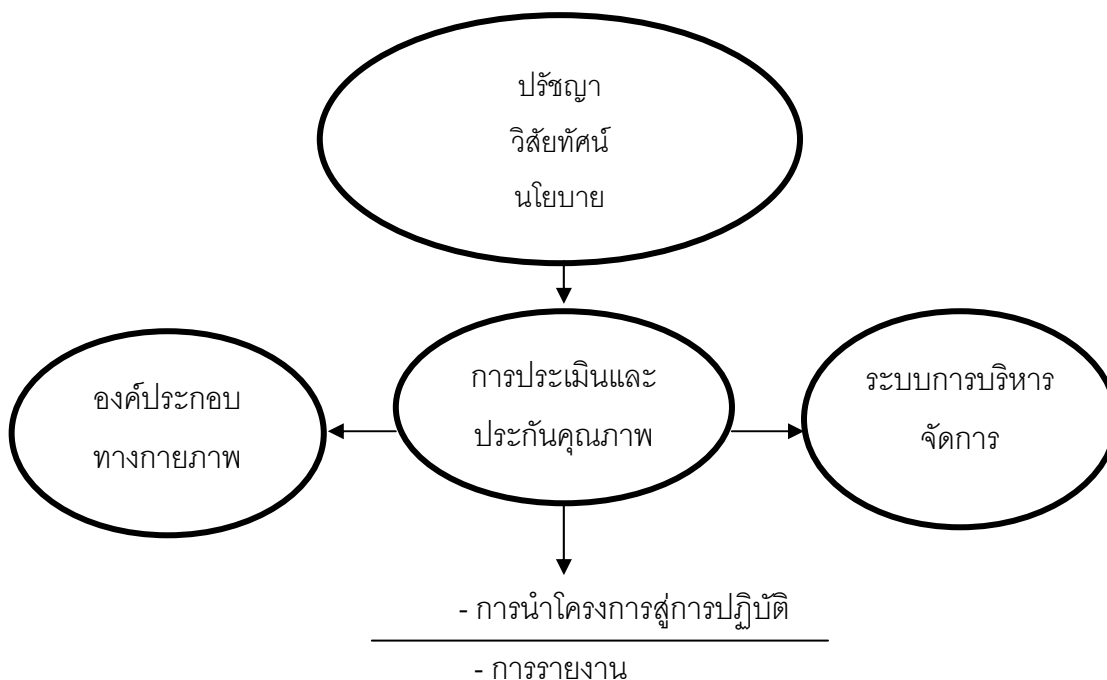 ปรัชญา
วิสัยทัศน์
นโยบาย
องค์ประกอบ
ทางกายภาพ
การประเมินและ
ประกันคุณภาพ
ระบบการบริหาร
จัดการ
- การนำโครงการสู่การปฏิบัติ
- การรายงาน